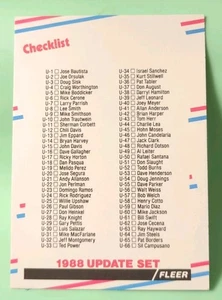 Checklist
U-1 Jose Bautista
U-2 Joe Orsulak
U-3 Doug Sisk
U-4 Craig Worthington
U-5 Mike Boddicker
U-6 Rick Cerone
U-7 Larry Parrish
U-8 Lee Smith
U-9 Mike Smithson
U-10 John Trautwein
U-11 Sherman Corbett
U-12 Chili Davis
U-13 Jim Eppard
U-14 Bryan Harvey
U-15 John Davis
U-16 Dave Gallagher
U-17 Ricky Horton
U-18 Dan Pasqua
U-19 Melido Perez
U-20 Jose Segura
U-21 Andy Allanson
U-22 Jon Perlman
U-23 Domingo Ramos
U-24 Rick Rodriguez
U-25 Willie Upshaw
U-26 Paul Gibson
U-27 Don Heinkel
U-28 Ray Knight
U-29 Gary Pettis
U-30 Luis Salazar
U-31 Mike MacFarlane
U-32 Jeff Montgomery
U-33 Ted Power
U-34 Israel Sanchez
U-35 Kurt Stillwell
U-36 Pat Tabler
U-37 Don August
U-38 Darryl Hamilton
U-39 Jeff Leonard
U-40 Joey Meyer
U-41 Allan Anderson
U-42 Brian Harper
U-43 Tom Herr
U-44 Charlie Lea
U-45 Moses
U-46 John Candelaria
U-47 Jack Clark
U-48 Richard Dotson
U-49 Al Leiter
U-50 Rafael Santana
U-51 Don Slaught
U-52 Todd Burns
U-53 Dave Henderson
U-54 Doug Jennings
U-55 Dave Parker
U-56 Walt Weiss
U-57 Bob Welch
U-58 Henry Cotto
U-59 Mario Diaz
U-60 Mike Jackson
U-61 Bill Swift
U-62 Jose Cecena
U-63 Ray Hayward
U-64 Jim Steels
U-65 Pat Borders
U-66 Sil Campusano
1988 UPDATE SET
FLEER